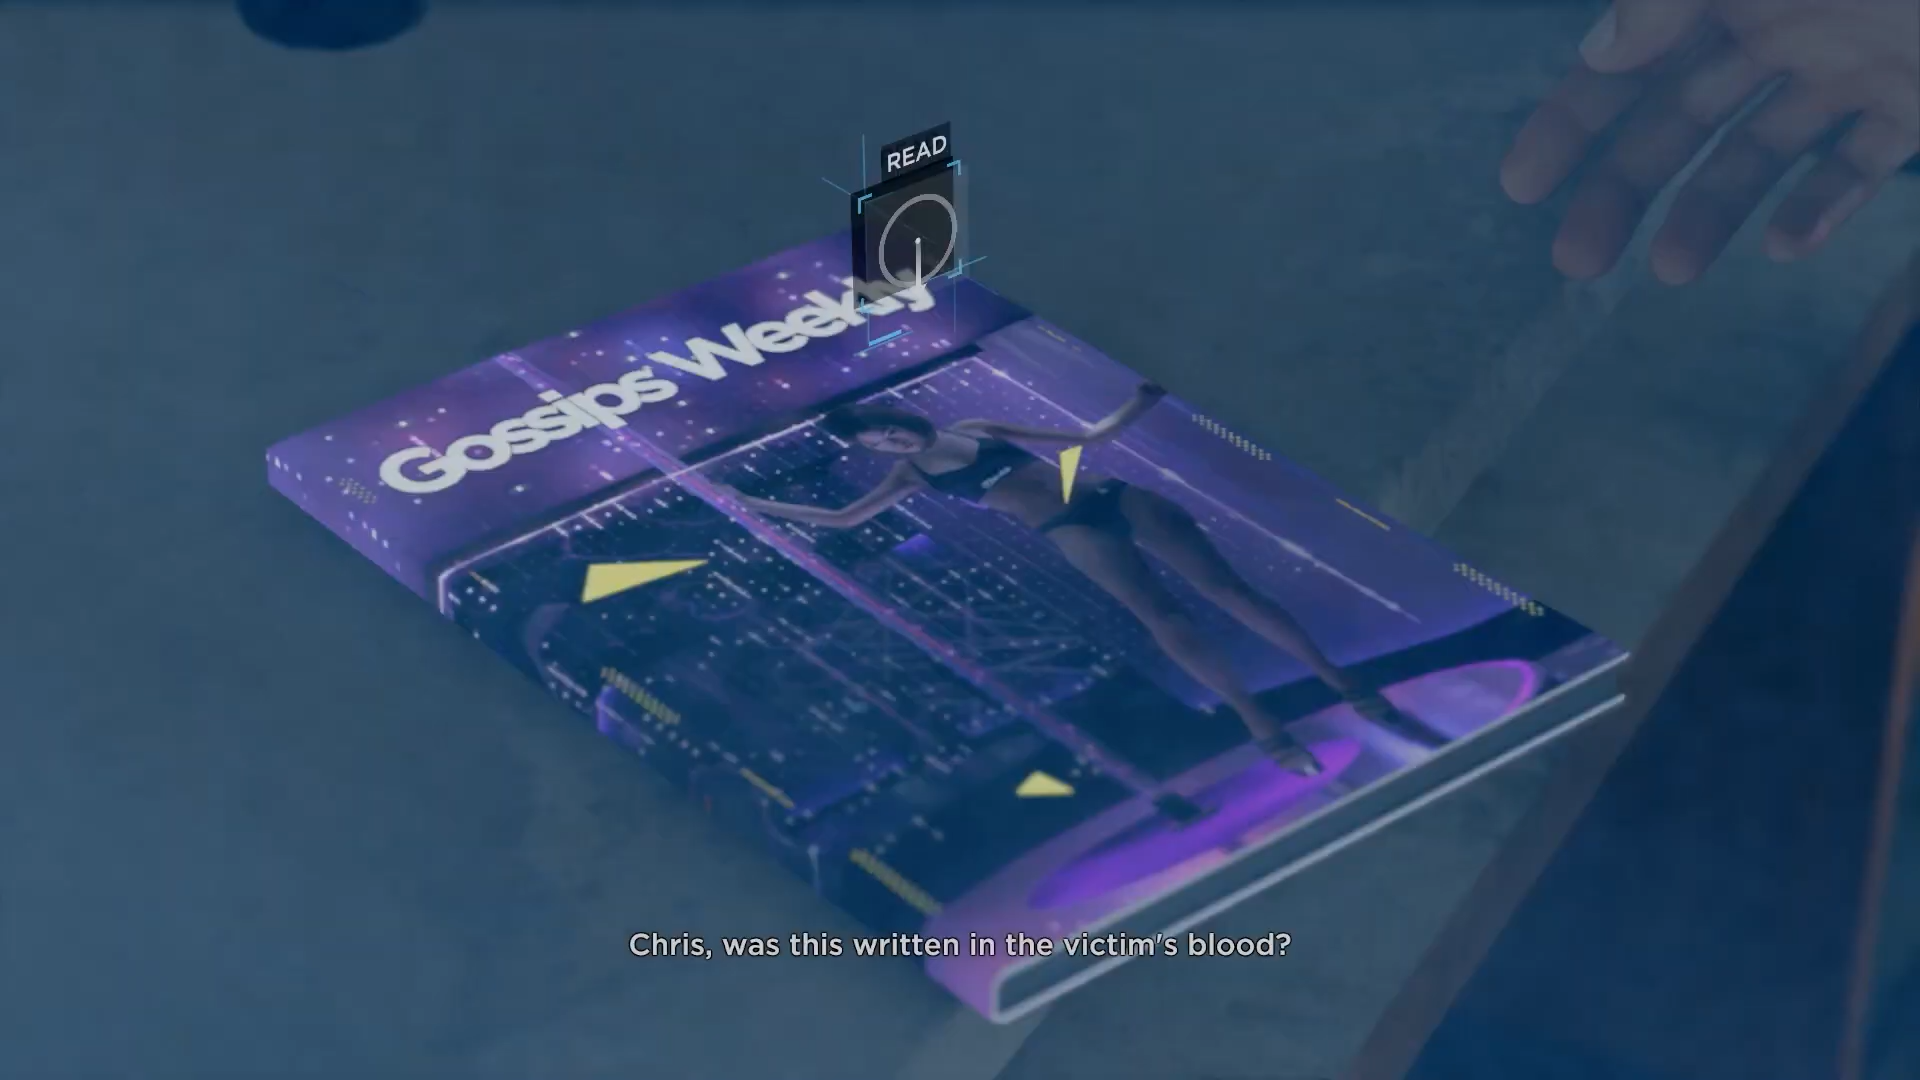 READ
Gossips Weekly
Chris, was this written in the victim's blood?